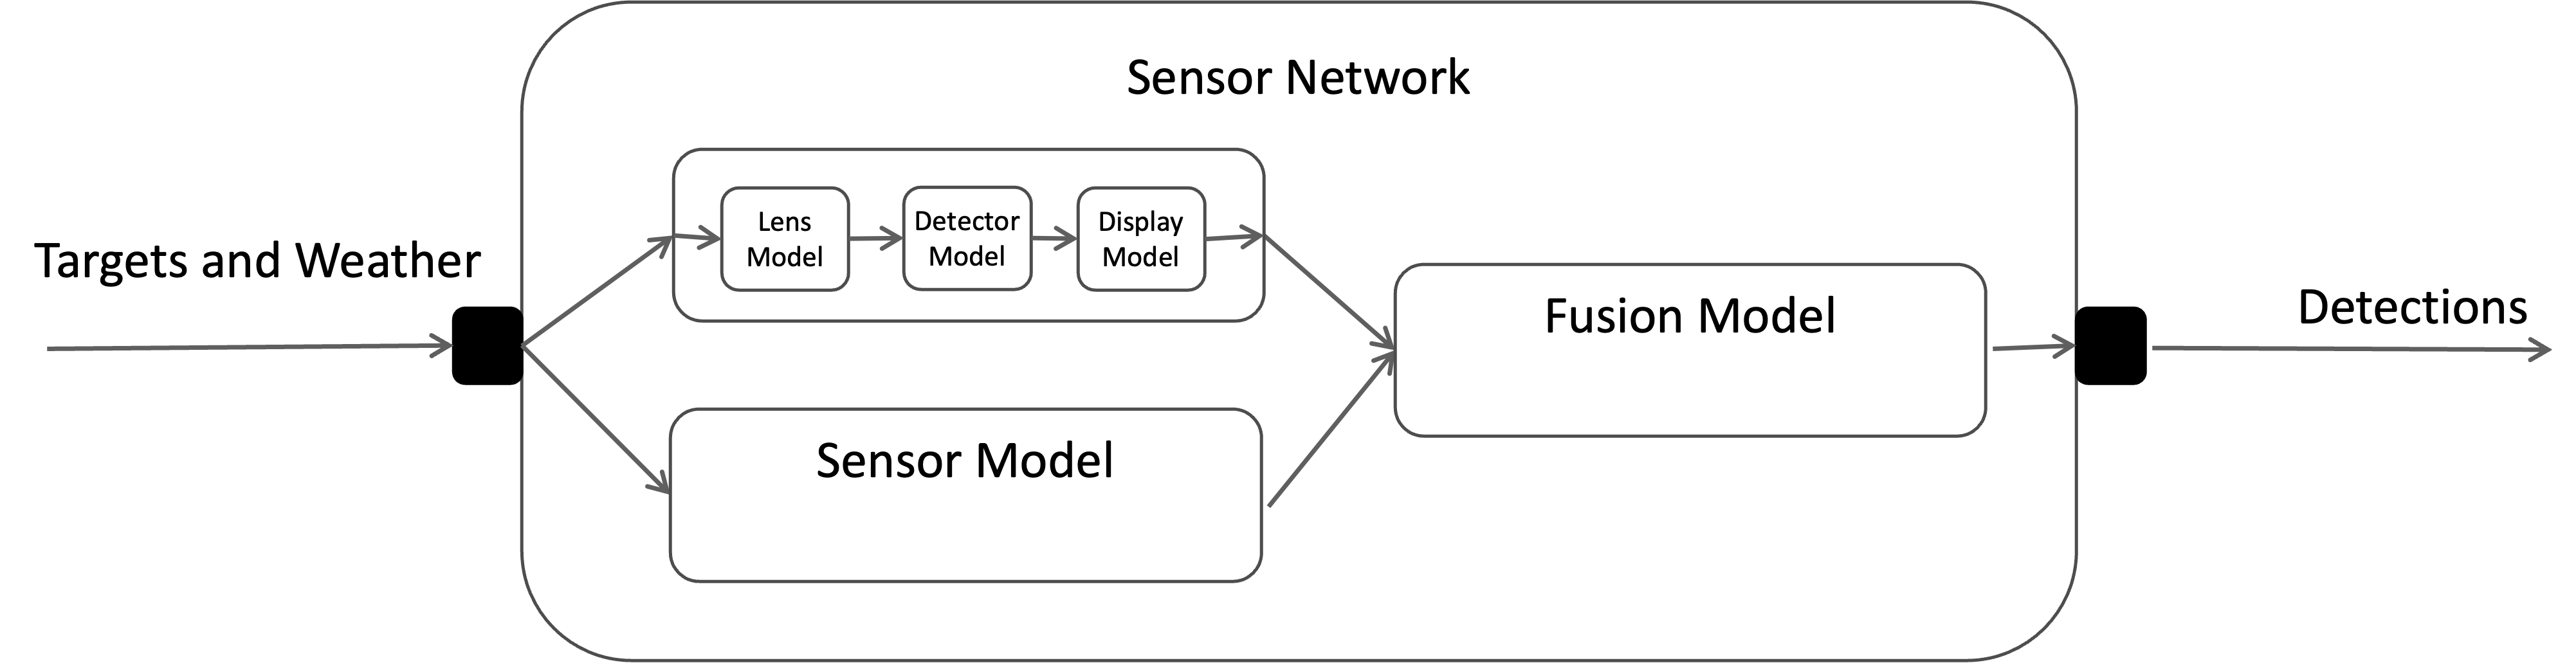 Sensor Network
Lens
Model
Detector
Model
Display
Model
Targets and Weather
Fusion Model
Detections
Sensor Model